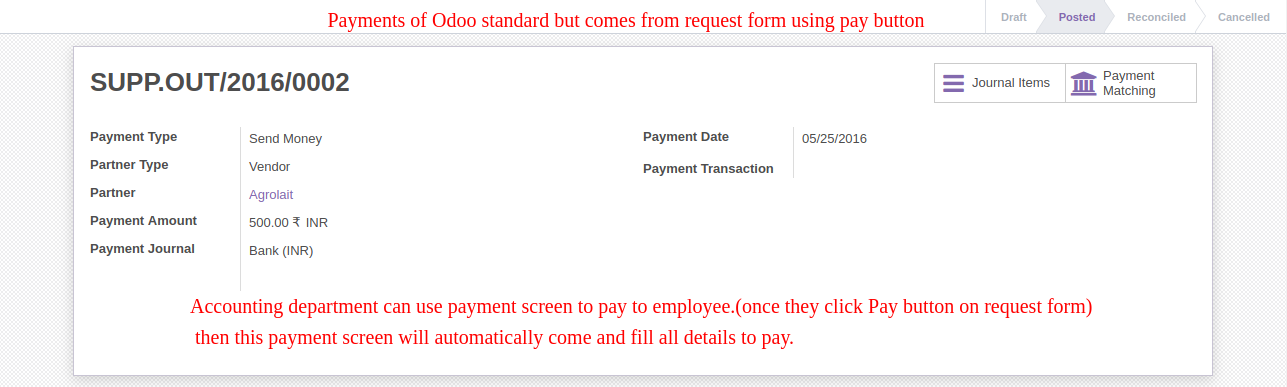 Payments of Odoo standard but comes from request form using pay button
Draft
Posted
Reconciled
Cancelled
SUPP.OUT/2016/0002
Journal Items
Payment
Matching
Payment Type
Send Money
Payment Date
05/25/2016
Partner Type
Vendor
Payment Transaction
Partner
Agrolait
Payment Amount
500.00 ₹ INR
Payment Journal
Bank (INR)
Accounting department can use payment screen to pay to employee.(once they click Pay button on request form)
then this payment screen will automatically come and fill all details to pay.